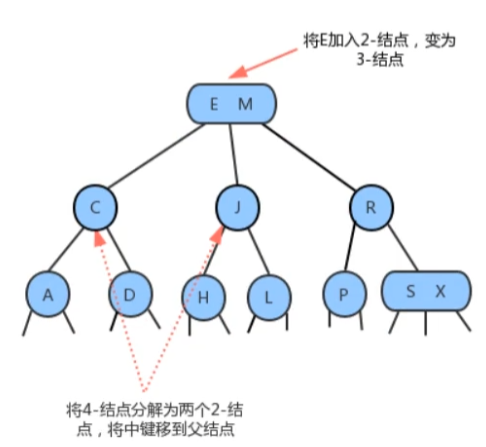 将E加入2-结点，变为
3-结点
E M
C J R
A D H L P S X
将4-结点分解为两个2-结
点，将中键移到父结点